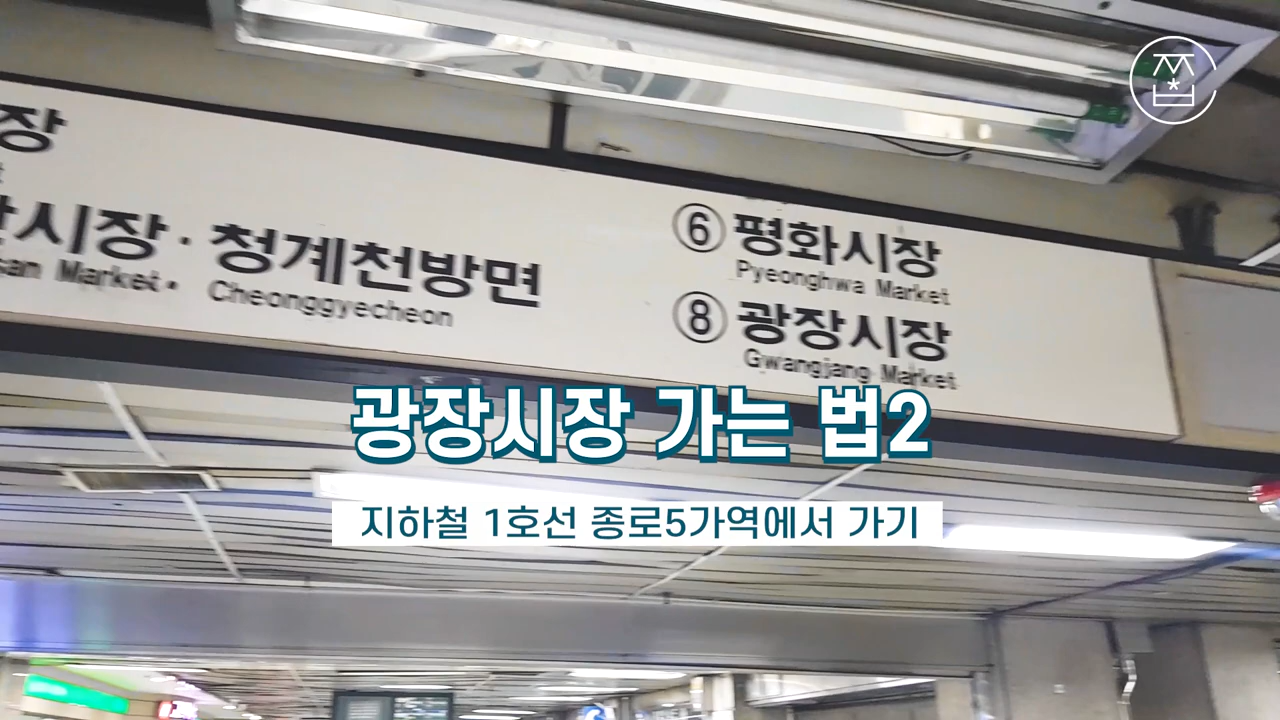 장
시장 · 청계천방면
Market · Cheonggyecheon
⑥ 평화시장
Pyeonghwa Market
⑧ 광장시장
Gwangjang Market
광장시장 가는 법2
지하철 1호선 종로5가역에서 가기